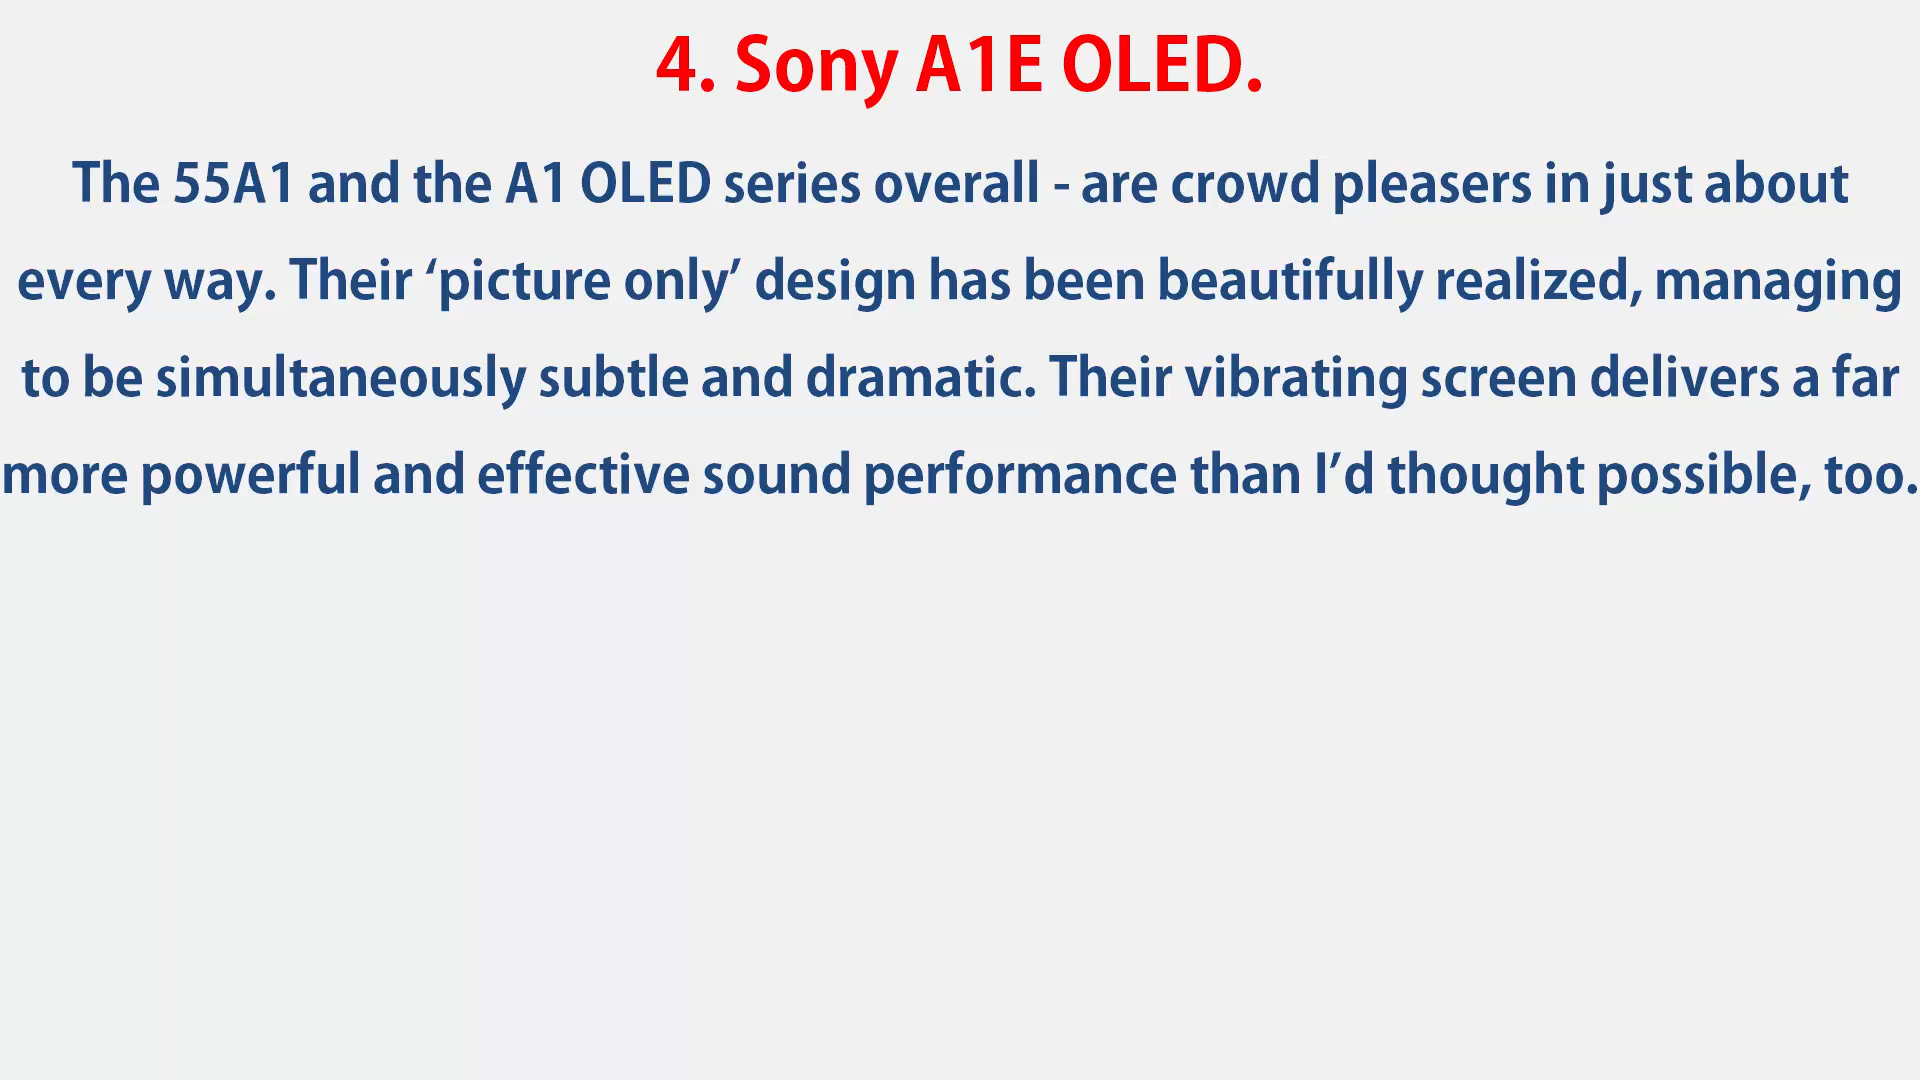 4. Sony A1E OLED.
The 55A1 and the A1 OLED series overall - are crowd pleasers in just about
every way. Their ‘picture only’ design has been beautifully realized, managing
to be simultaneously subtle and dramatic. Their vibrating screen delivers a far
more powerful and effective sound performance than I’d thought possible, too.